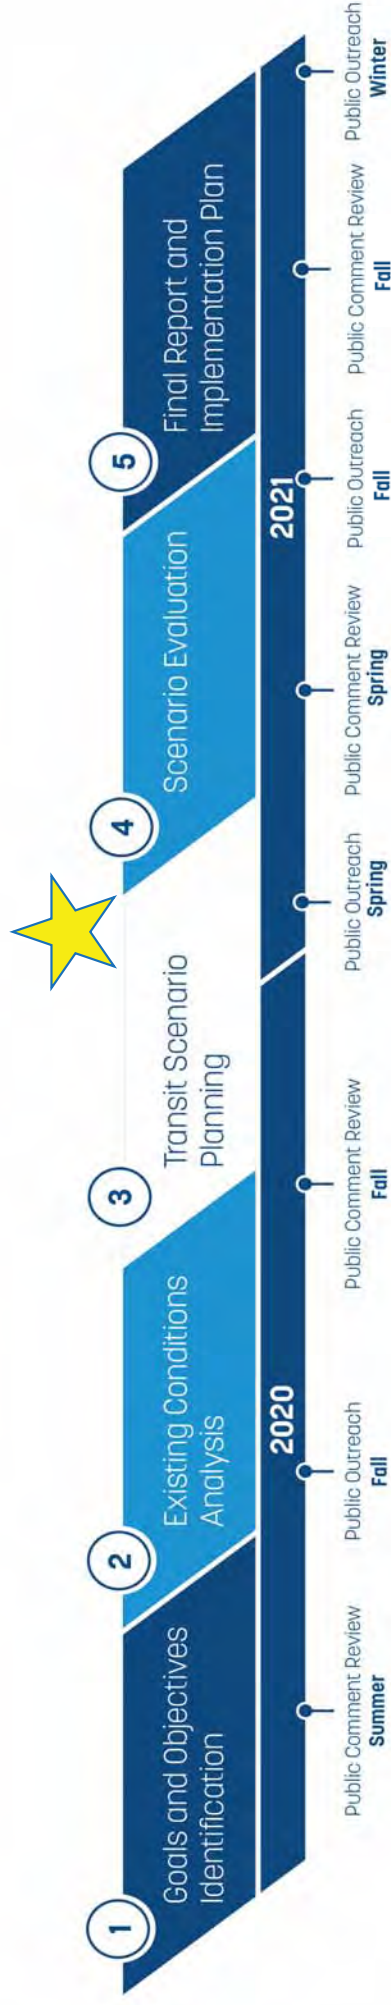 1
Goals and Objectives
Identification
2
Existing Conditions
Analysis
3
Transit Scenario
Planning
4
Scenario Evaluation
5
Final Report and
Implementation Plan
2020
2021
Public Comment Review
Summer
Public Outreach
Fall
Public Comment Review
Fall
Public Outreach
Spring
Public Comment Review
Spring
Public Outreach
Fall
Public Comment Review
Fall
Public Outreach
Winter